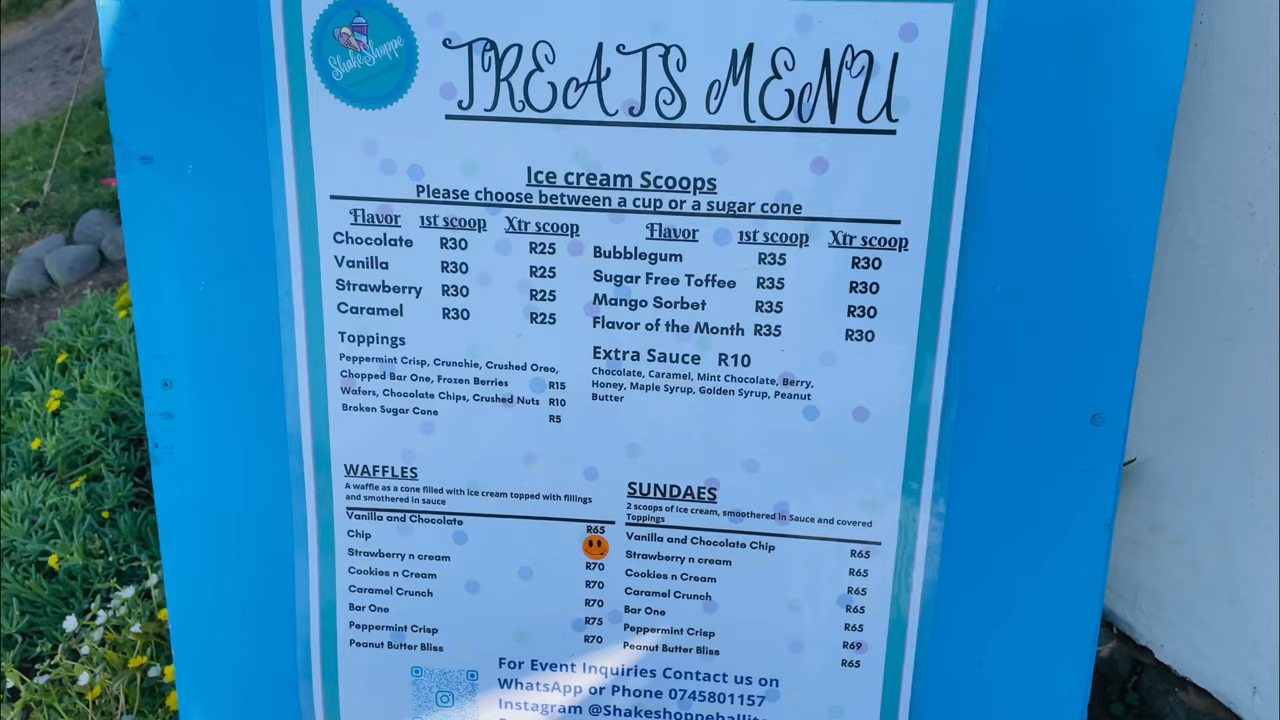 ShakeShoppe
TREATS MENU
Ice cream Scoops
Please choose between a cup or a sugar cone
Flavor 1st scoop Xtr scoop
Chocolate R30 R25
Vanilla R30 R25
Strawberry R30 R25
Caramel R30 R25
Flavor 1st scoop Xtr scoop
Bubblegum R35 R30
Sugar Free Toffee R35 R30
Mango Sorbet R35 R30
Flavor of the Month R35 R30
Toppings
Peppermint Crisp, Crunchie, Crushed Oreo,
Chopped Bar One, Frozen Berries R15
Wafers, Chocolate Chips, Crushed Nuts R10
Broken Sugar Cone R5
Extra Sauce R10
Chocolate, Caramel, Mint Chocolate, Berry,
Honey, Maple Syrup, Golden Syrup, Peanut
Butter
WAFFLES
A waffle as a cone filled with ice cream topped with fillings
and smothered in sauce
Vanilla and Chocolate R65
Chip
Strawberry n cream R70
Cookies n Cream R70
Caramel Crunch R70
Bar One R75
Peppermint Crisp R70
Peanut Butter Bliss
SUNDAES
2 scoops of ice cream, smoothered in Sauce and covered
Toppings
Vanilla and Chocolate Chip R65
Strawberry n cream R65
Cookies n Cream R65
Caramel Crunch R65
Bar One R65
Peppermint Crisp R69
Peanut Butter Bliss R65
For Event Inquiries Contact us on
WhatsApp or Phone 0745801157
Instagram